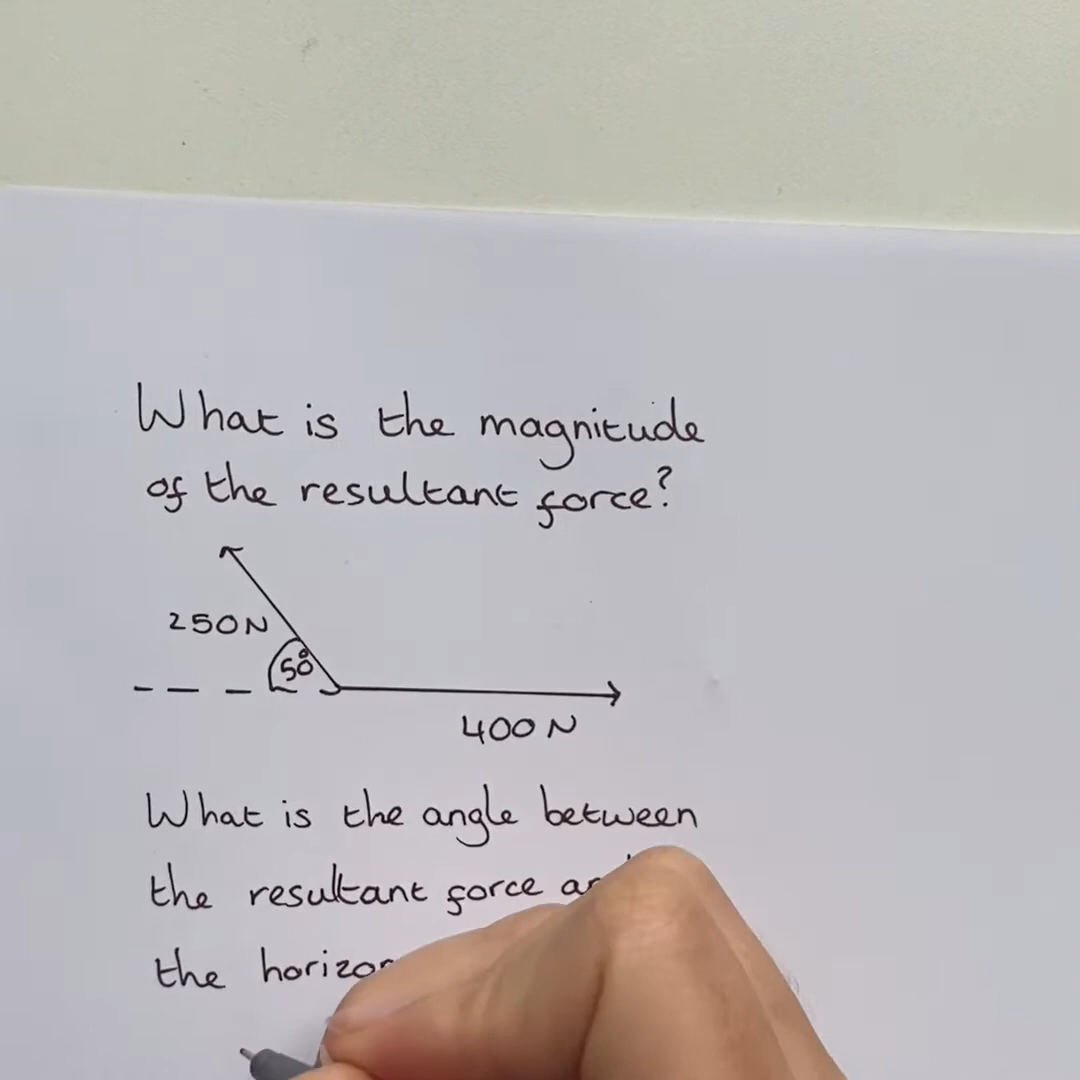 What is the magnitude
of the resultant force?
250N
50°
400 N
What is the angle between
the resultant force
the